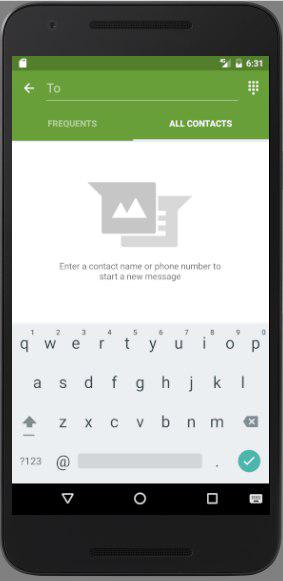 6:31
To
FREQUENTS
ALL CONTACTS
Enter a contact name or phone number to
start a new message
1 2 3 4 5 6 7 8 9 0
q w e r t y u i o p
a s d f g h j k l
z x c v b n m
?123 @ .